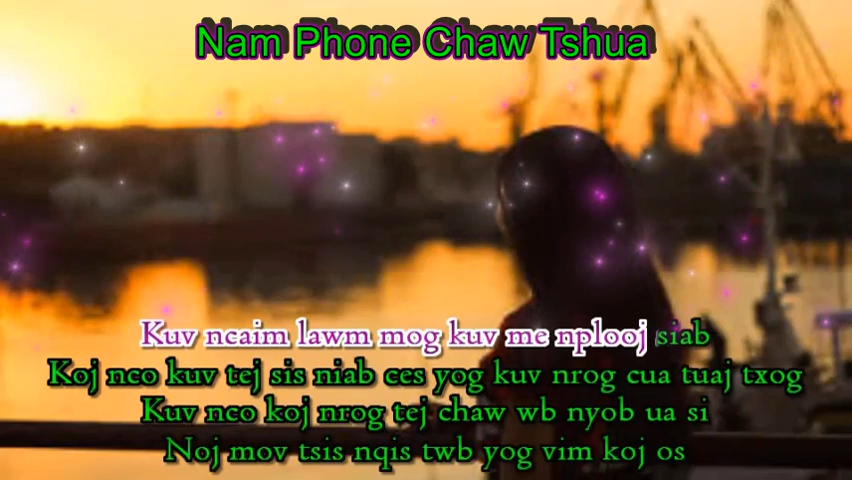 Nam Phone Chaw Tshua
Kuv ncaim lawm mog kuv me nplooj siab
Koj nco kuv tej sis niab ces yog kuv nrog cua tuaj txog
Kuv nco koj nrog tej chaw wb nyob ua si
Noj mov tsis nqis twb yog vim koj os